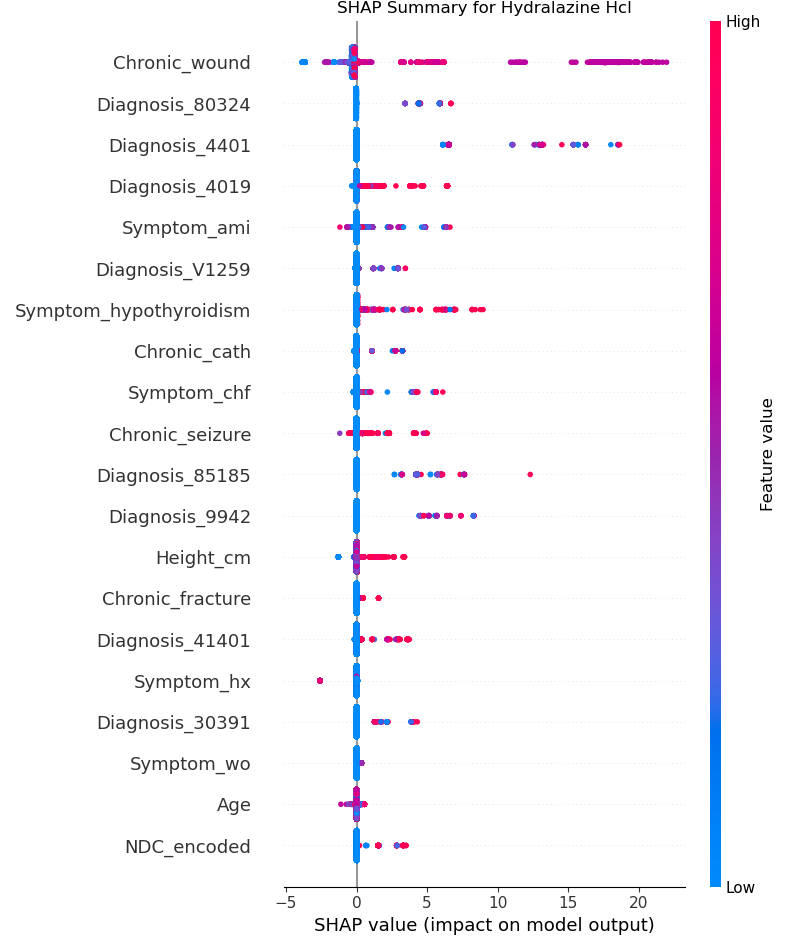 SHAP Summary for Hydralazine Hcl
High
Chronic_wound
Diagnosis_80324
Diagnosis_4401
Diagnosis_4019
Symptom_ami
Diagnosis_V1259
Symptom_hypothyroidism
Chronic_cath
Symptom_chf
Chronic_seizure
Diagnosis_85185
Diagnosis_9942
Height_cm
Chronic_fracture
Diagnosis_41401
Symptom_hx
Diagnosis_30391
Symptom_wo
Age
NDC_encoded
Feature value
Low
−5 0 5 10 15 20
SHAP value (impact on model output)